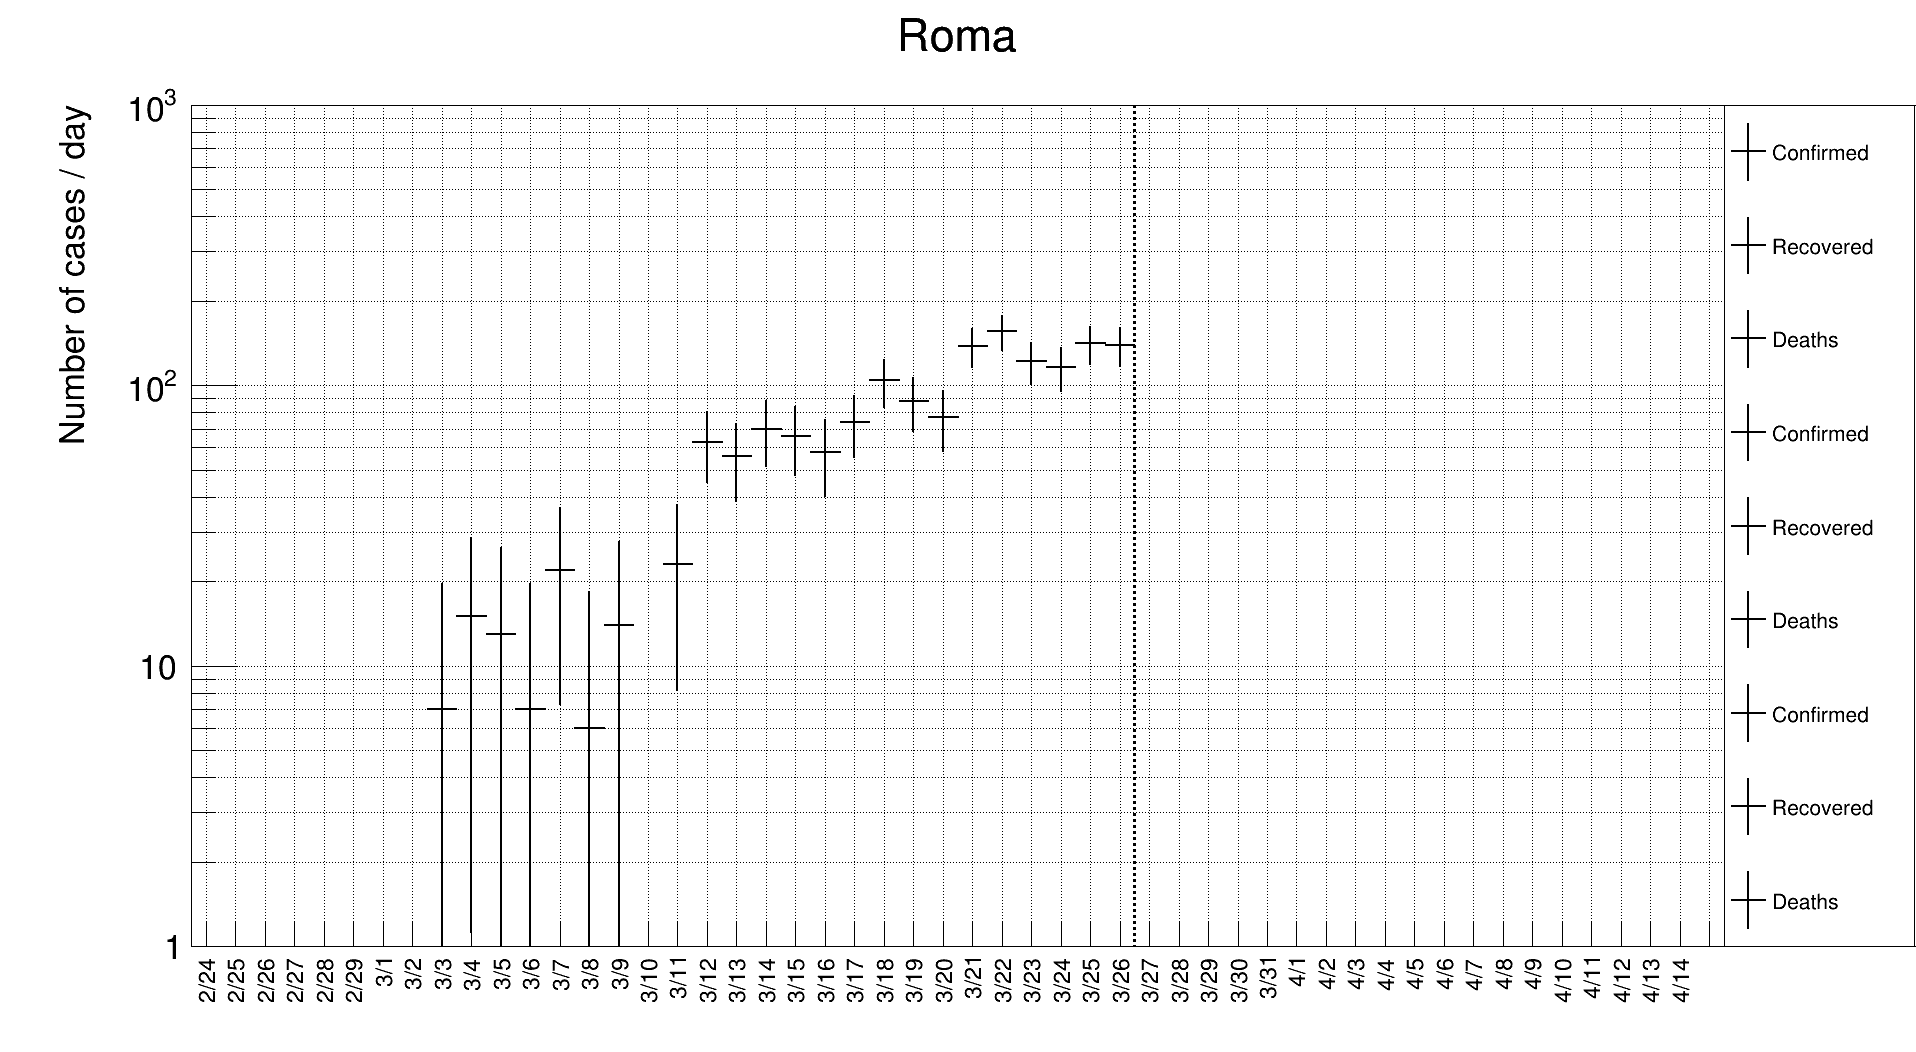 Roma
Number of cases / day
10³
10²
10
1
2/24 2/25 2/26 2/27 2/28 2/29 3/1 3/2 3/3 3/4 3/5 3/6 3/7 3/8 3/9 3/10 3/11 3/12 3/13 3/14 3/15 3/16 3/17 3/18 3/19 3/20 3/21 3/22 3/23 3/24 3/25 3/26 3/27 3/28 3/29 3/30 3/31 4/1 4/2 4/3 4/4 4/5 4/6 4/7 4/8 4/9 4/10 4/11 4/12 4/13 4/14
Confirmed
Recovered
Deaths
Confirmed
Recovered
Deaths
Confirmed
Recovered
Deaths